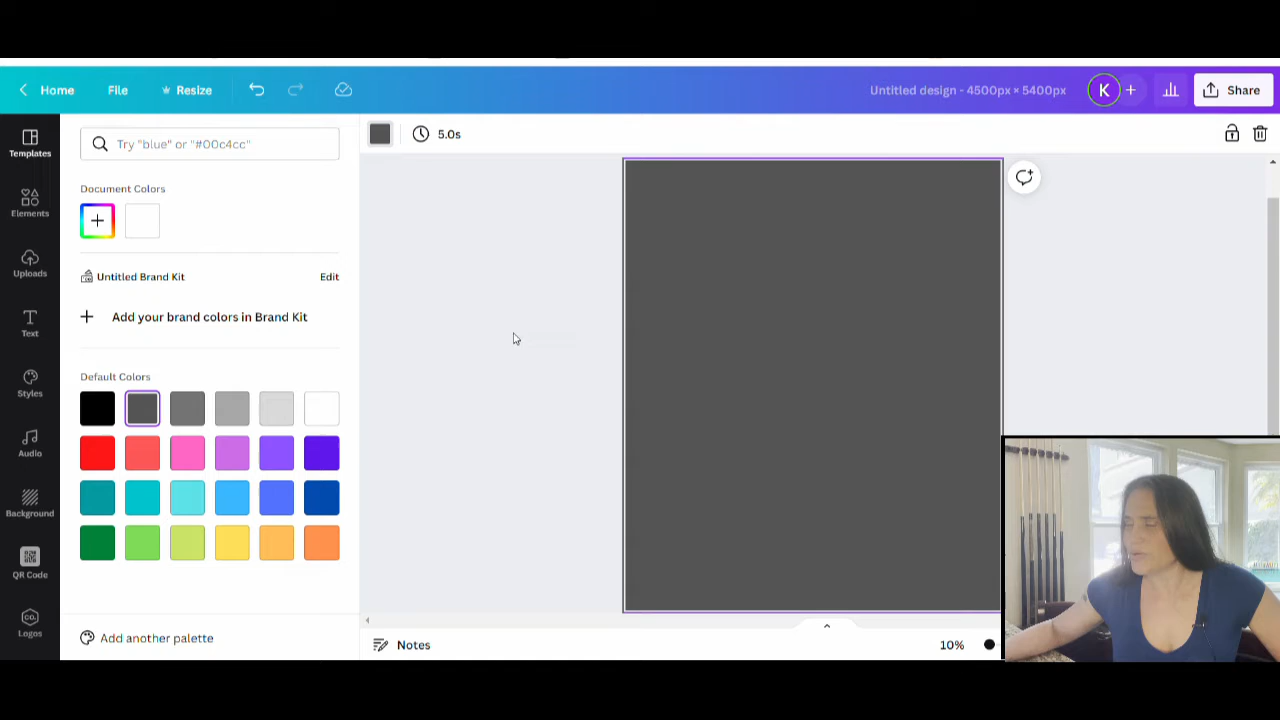 Home
File
Resize
Untitled design - 4500px × 5400px
K
+
Share
Templates
Elements
Uploads
Text
Styles
Audio
Background
QR Code
CO.
Logos
Try "blue" or "#00c4cc"
5.0s
Document Colors
Untitled Brand Kit
Edit
Add your brand colors in Brand Kit
Default Colors
Add another palette
Notes
10%